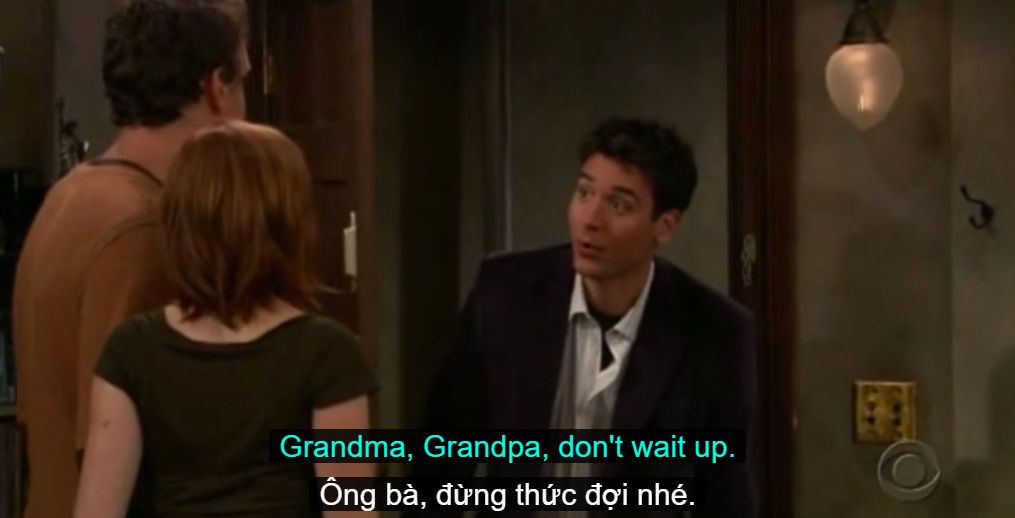 Grandma, Grandpa, don't wait up.
Ông bà, đừng thức đợi nhé.